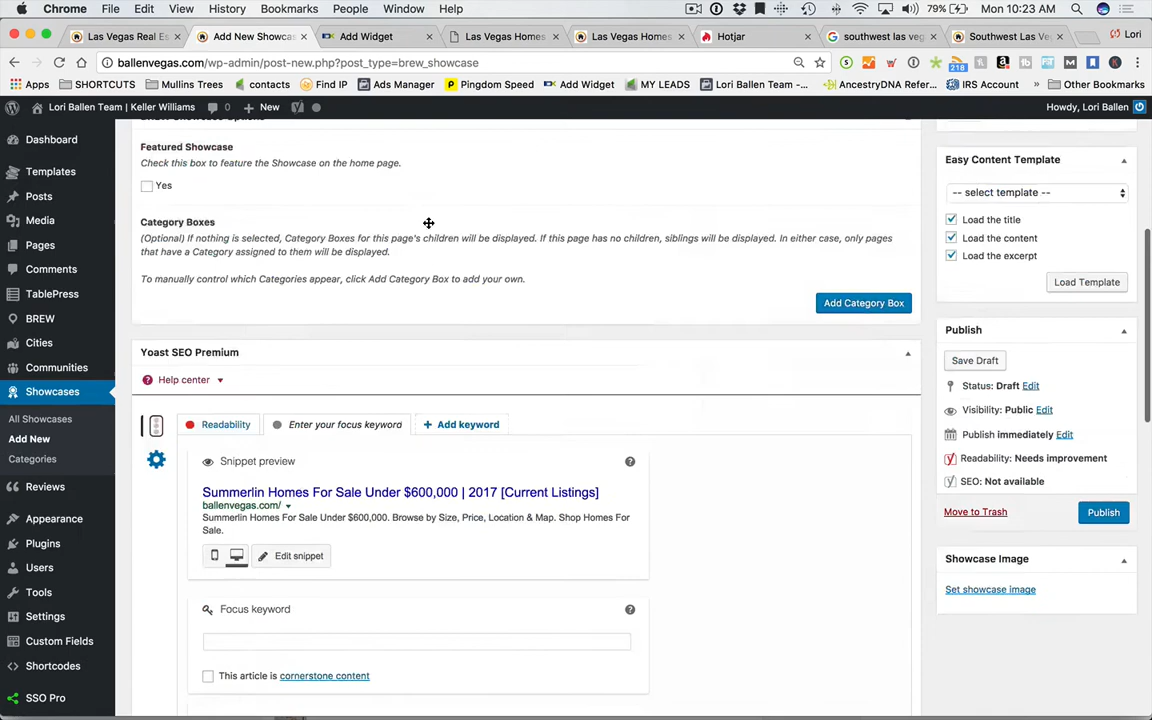 Chrome File Edit View History Bookmarks People Window Help 79% Mon 10:23 AM
Las Vegas Real Es Add New Showcas Add Widget Las Vegas Homes Las Vegas Homes Hotjar southwest las veg Southwest Las Veg Lori
ballenvegas.com/wp-admin/post-new.php?post_type=brew_showcase
Apps SHORTCUTS Mullins Trees contacts Find IP Ads Manager Pingdom Speed Add Widget MY LEADS Lori Ballen Team -... AncestryDNA Refer... 218 IRS Account » Other Bookmarks
Lori Ballen Team | Keller Williams 0 New Howdy, Lori Ballen
Dashboard
Templates
Posts
Media
Pages
Comments
TablePress
BREW
Cities
Communities
Showcases
All Showcases
Add New
Categories
Reviews
Appearance
Plugins
Users
Tools
Settings
Custom Fields
Shortcodes
SSO Pro
Featured Showcase
Check this box to feature the Showcase on the home page.
Yes
Category Boxes
(Optional) If nothing is selected, Category Boxes for this page's children will be displayed. If this page has no children, siblings will be displayed. In either case, only pages
that have a Category assigned to them will be displayed.
To manually control which Categories appear, click Add Category Box to add your own.
Add Category Box
Yoast SEO Premium
Help center
Readability Enter your focus keyword + Add keyword
Snippet preview
Summerlin Homes For Sale Under $600,000 | 2017 [Current Listings]
ballenvegas.com/
Summerlin Homes For Sale Under $600,000. Browse by Size, Price, Location & Map. Shop Homes For
Sale.
Edit snippet
Focus keyword
This article is cornerstone content
Easy Content Template
-- select template --
Load the title
Load the content
Load the excerpt
Load Template
Publish
Save Draft
Status: Draft Edit
Visibility: Public Edit
Publish immediately Edit
Readability: Needs improvement
SEO: Not available
Move to Trash Publish
Showcase Image
Set showcase image